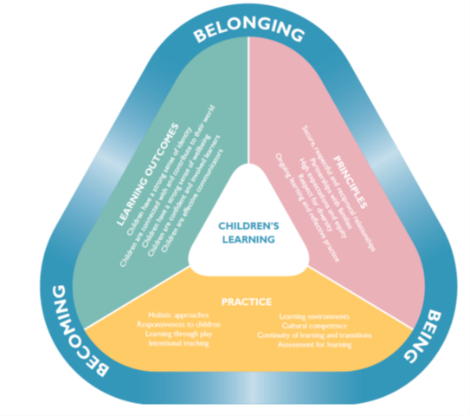 BELONGING
LEARNING OUTCOMES
Children have a strong sense of identity
Children are connected with and contribute to their world
Children have a strong sense of wellbeing
Children are confident and involved learners
Children are effective communicators
PRINCIPLES
Secure, respectful and reciprocal relationships
Partnerships with families
High expectations and equity
Respect for diversity
Ongoing learning and reflective practice
CHILDREN'S
LEARNING
PRACTICE
Holistic approaches
Responsiveness to children
Learning through play
Intentional teaching
Learning environments
Cultural competence
Continuity of learning and transitions
Assessment for learning
BECOMING
BEING